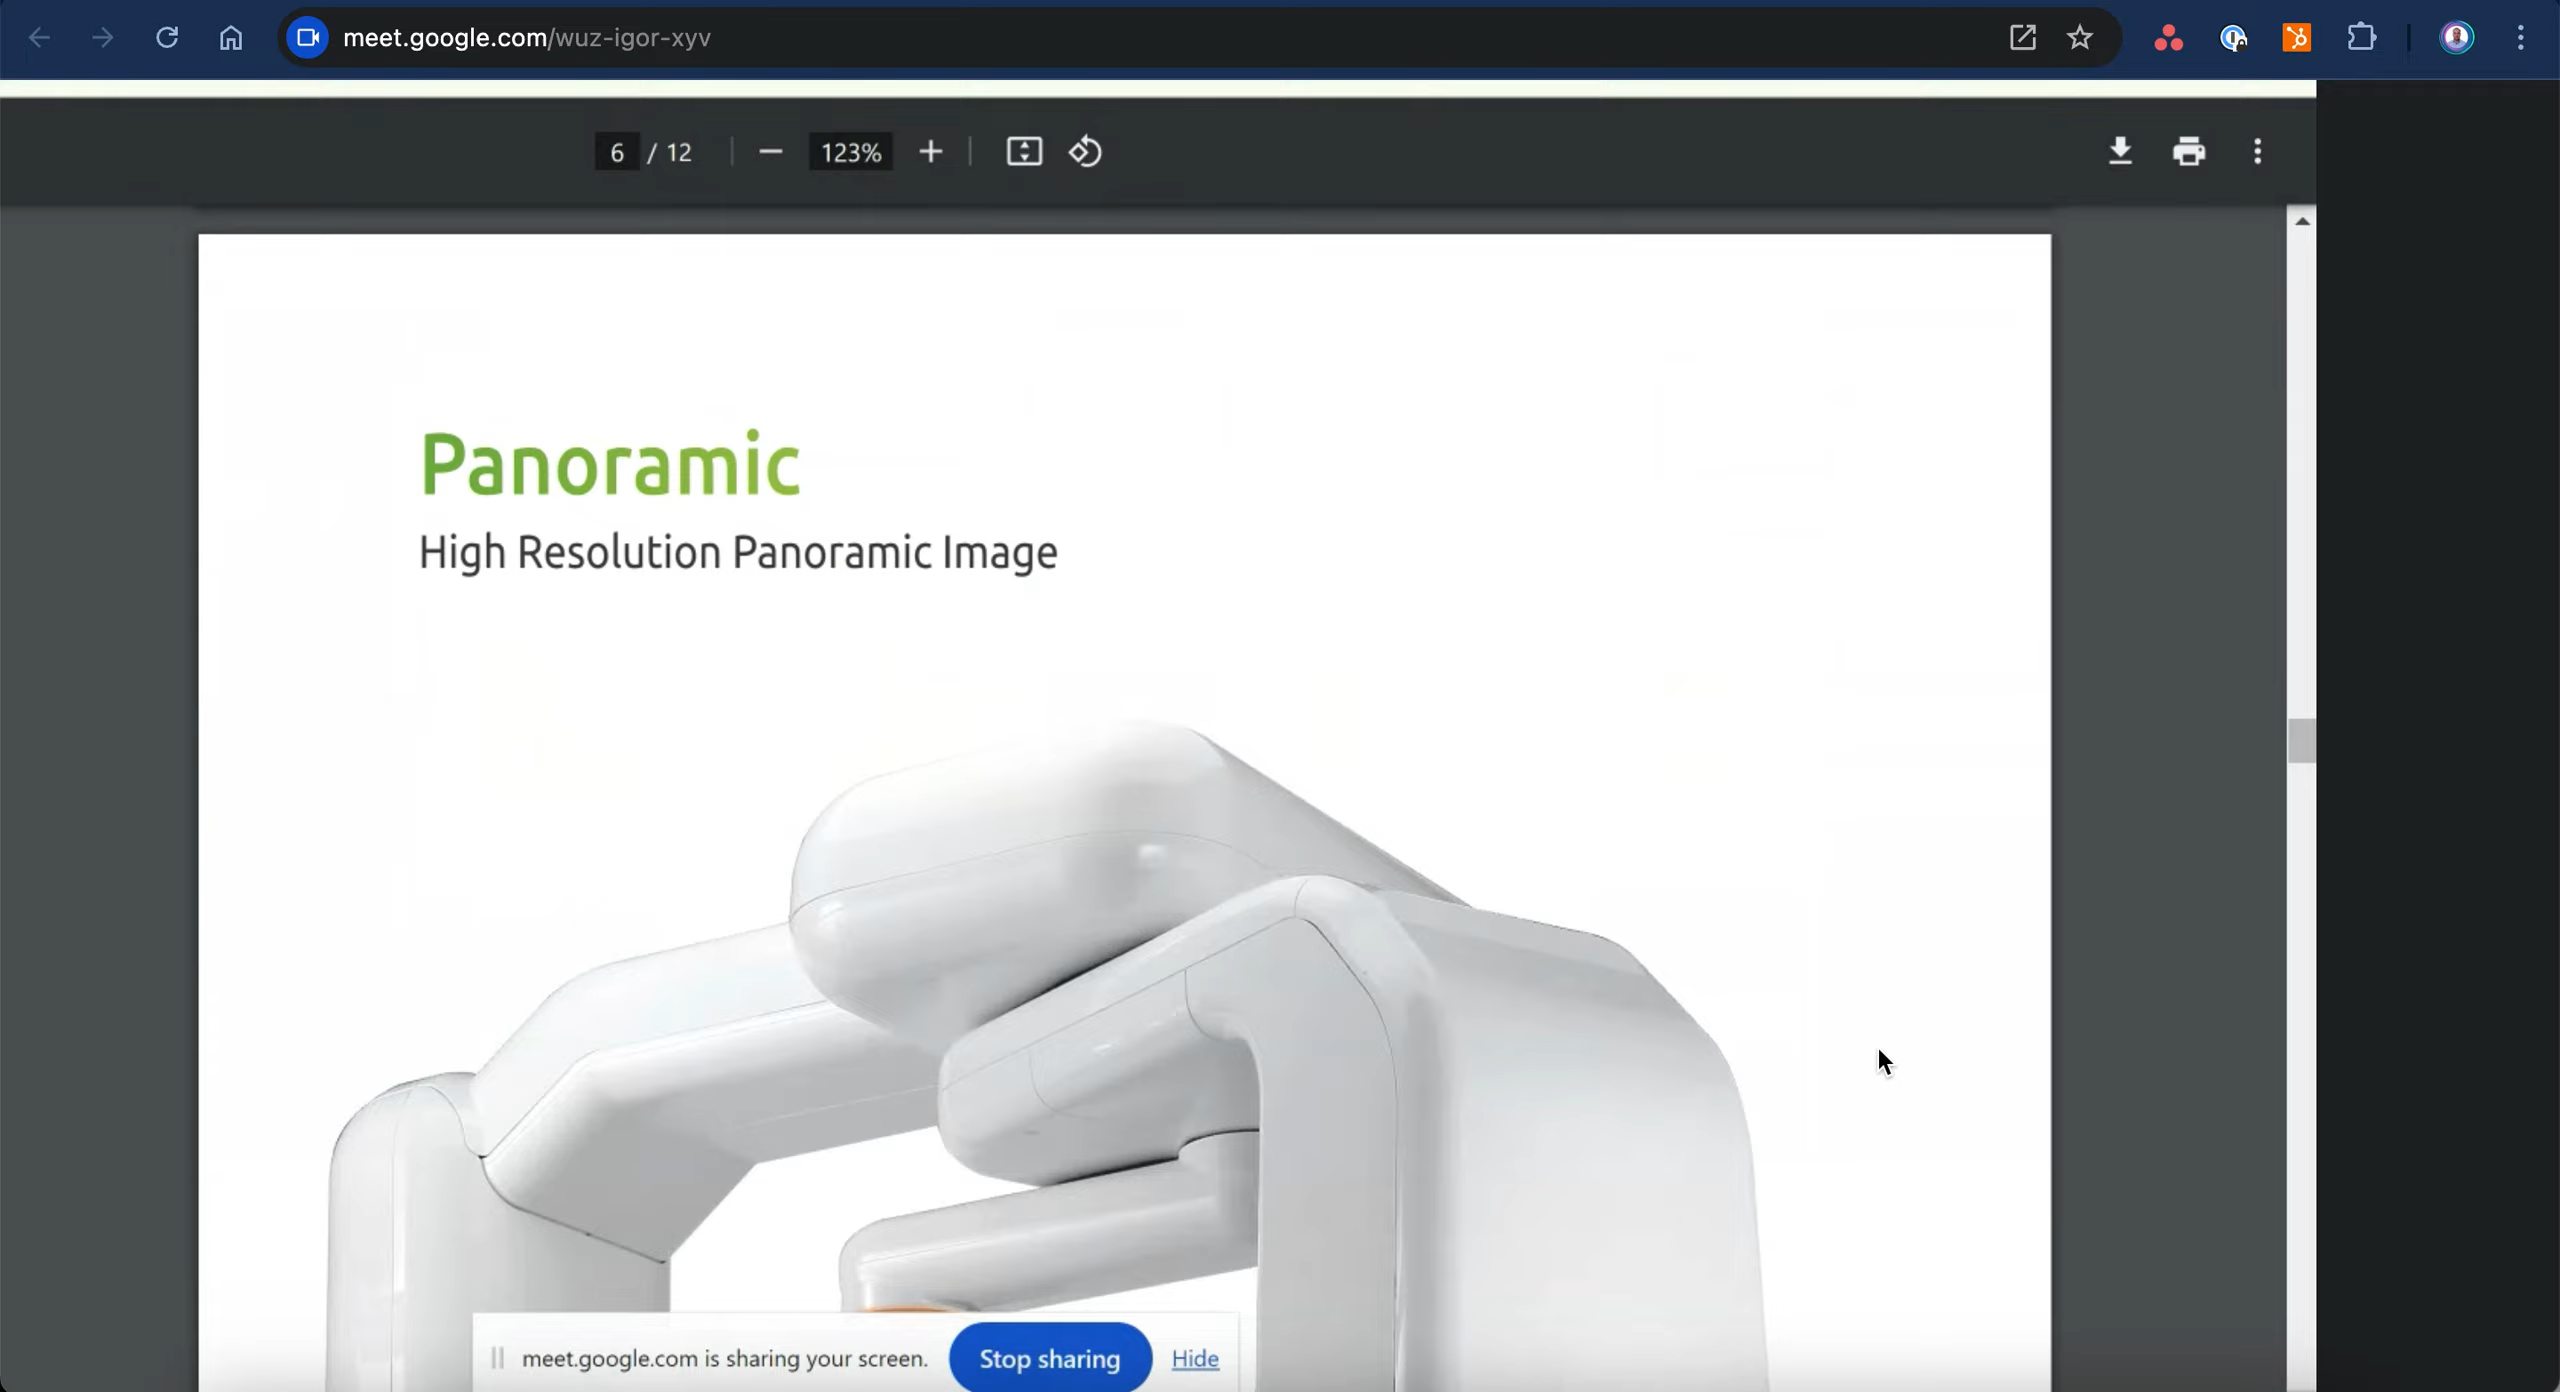 meet.google.com/wuz-igor-xyv
6 / 12
123%
Panoramic
High Resolution Panoramic Image
meet.google.com is sharing your screen.
Stop sharing
Hide